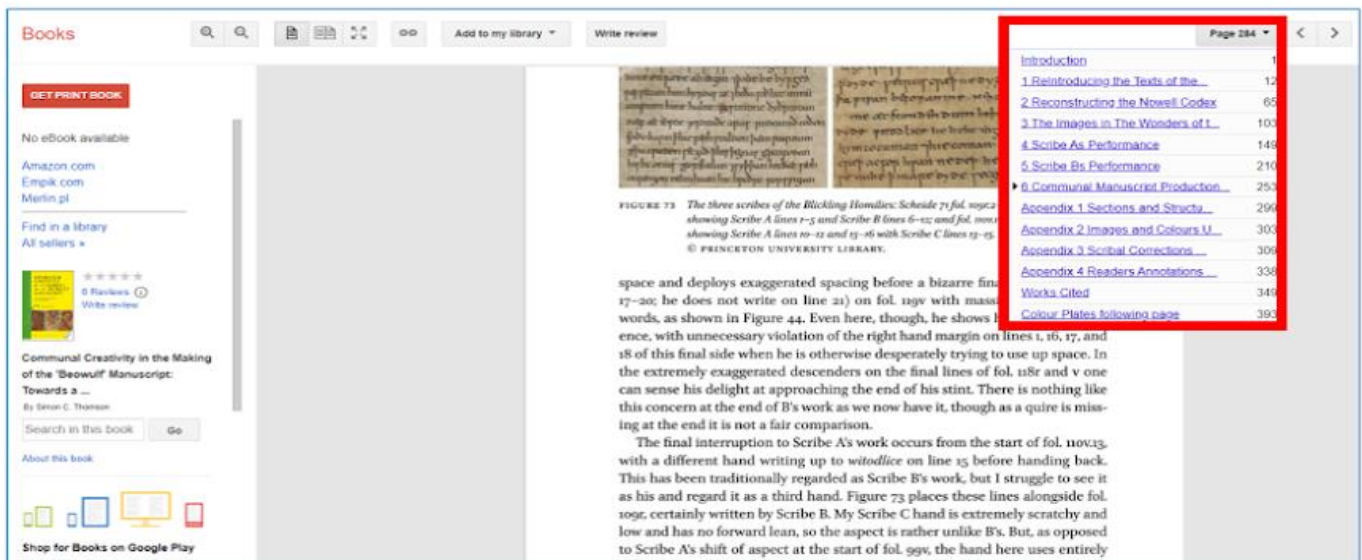 Books
Add to my library
Write review
Page 284
GET PRINT BOOK
No eBook available
Amazon.com
Empik.com
Merlin.pl
Find in a library
All sellers »
0 Reviews
Write review
Communal Creativity in the Making
of the 'Beowulf' Manuscript:
Towards a ...
By Simon C. Thomson
Search in this book
Go
About this book
Shop for Books on Google Play
Introduction 1
1 Reintroducing the Texts of the... 12
2 Reconstructing the Nowell Codex 65
3 The Images in The Wonders of t... 103
4 Scribe As Performance 149
5 Scribe Bs Performance 210
6 Communal Manuscript Production... 253
Appendix 1 Sections and Structu... 299
Appendix 2 Images and Colours U... 303
Appendix 3 Scribal Corrections ... 309
Appendix 4 Readers Annotations ... 338
Works Cited 349
Colour Plates following page 393
FIGURE 73 The three scribes of the Blickling Homilies: Scheide 71 fol.
showing Scribe A lines 1–5 and Scribe B lines 6–12; and fol.
showing Scribe A lines 10–12 and 15–16 with Scribe C lines 13–15.
© PRINCETON UNIVERSITY LIBRARY.
space and deploys exaggerated spacing before a bizarre
17–20; he does not write on line 21) on fol. 119v with
words, as shown in Figure 44. Even here, though, he shows
ence, with unnecessary violation of the right hand margin on lines 1, 16, 17, and
18 of this final side when he is otherwise desperately trying to use up space. In
the extremely exaggerated descenders on the final lines of fol. 118r and v one
can sense his delight at approaching the end of his stint. There is nothing like
this concern at the end of B's work as we now have it, though as a quire is miss-
ing at the end it is not a fair comparison.
The final interruption to Scribe A's work occurs from the start of fol. 110v.13,
with a different hand writing up to witodlice on line 15 before handing back.
This has been traditionally regarded as Scribe B's work, but I struggle to see it
as his and regard it as a third hand. Figure 73 places these lines alongside fol.
109r, certainly written by Scribe B. My Scribe C hand is extremely scratchy and
low and has no forward lean, so the aspect is rather unlike B's. But, as opposed
to Scribe A's shift of aspect at the start of fol. 99v, the hand here uses entirely